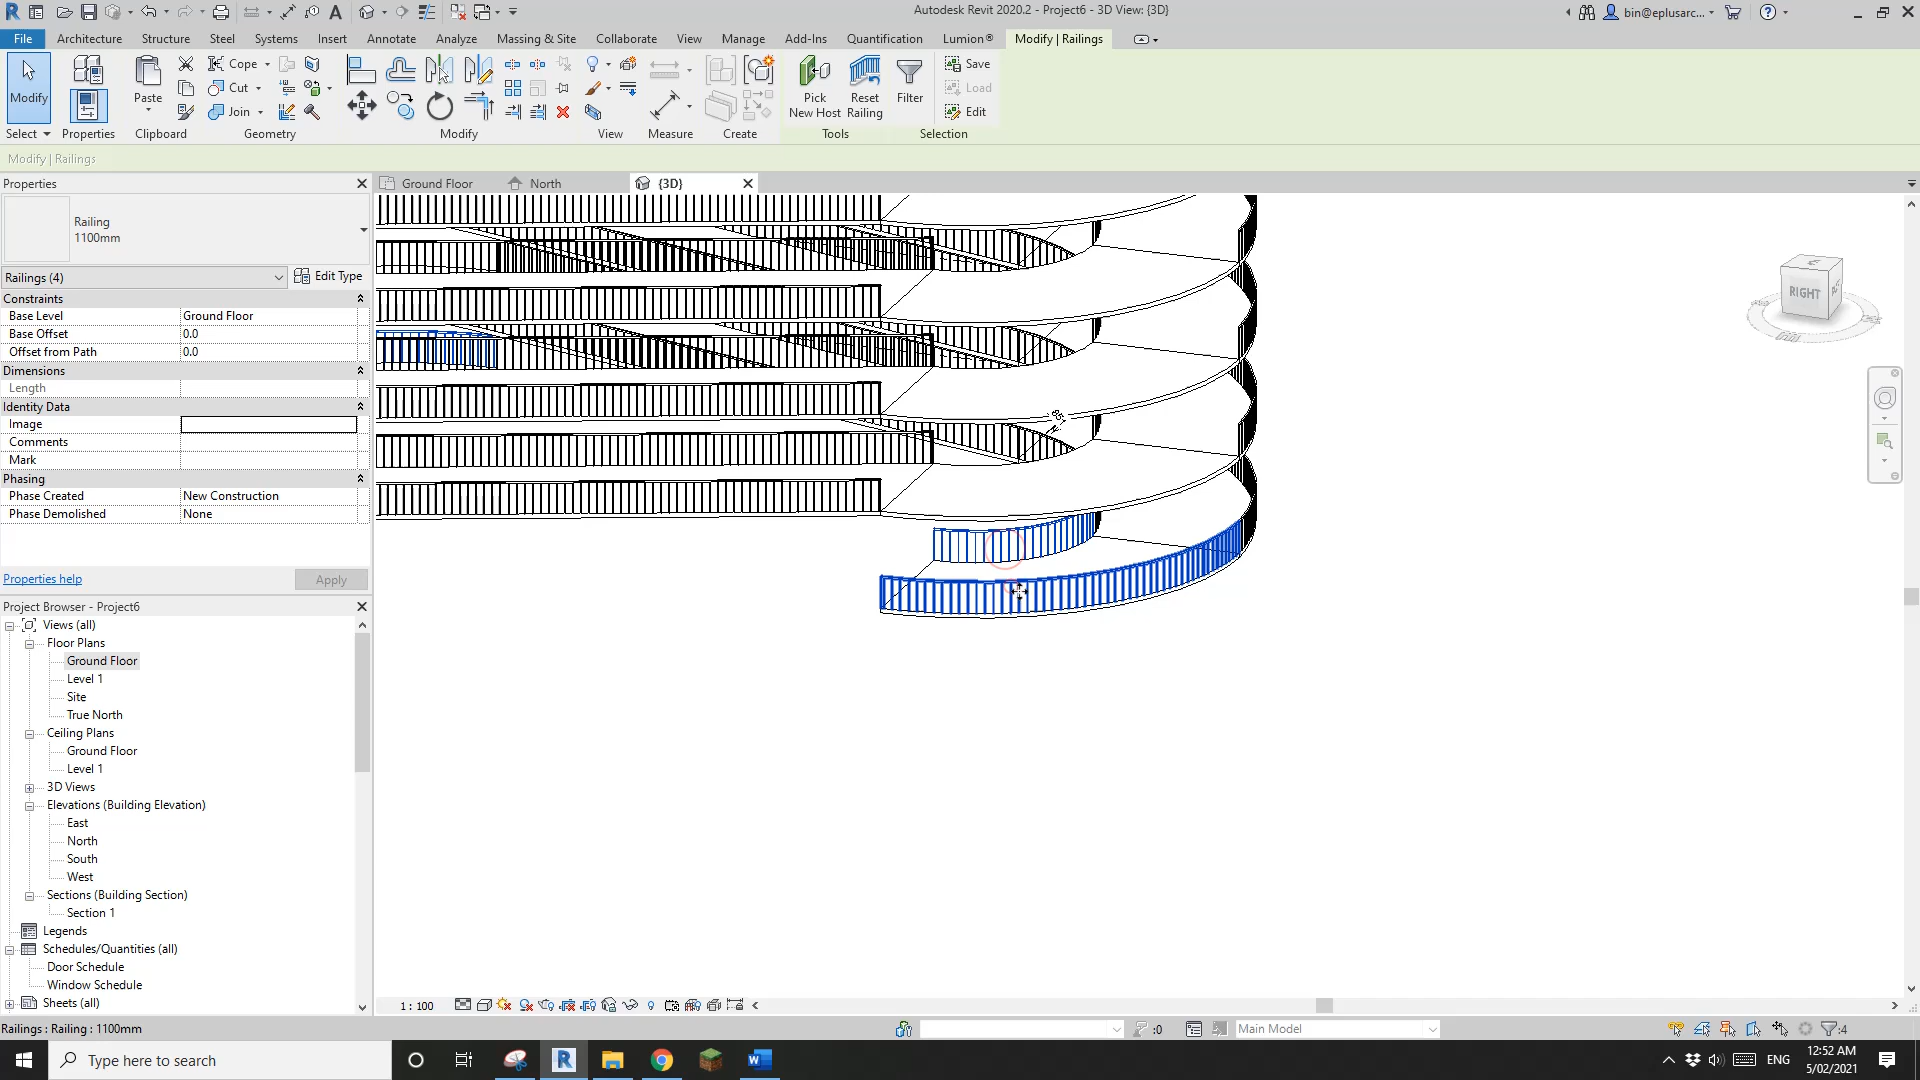 Autodesk Revit 2020.2 - Project6 - 3D View: {3D}
bin@eplusarc...
File Architecture Structure Steel Systems Insert Annotate Analyze Massing & Site Collaborate View Manage Add-Ins Quantification Lumion® Modify | Railings
Modify
Paste
Cope
Cut
Join
Pick New Host
Reset Railing
Filter
Save
Load
Edit
Select Properties Clipboard Geometry Modify View Measure Create Tools Selection
Modify | Railings
Properties
Ground Floor
North
{3D}
Railing
1100mm
Railings (4) Edit Type
Constraints
Base Level Ground Floor
Base Offset 0.0
Offset from Path 0.0
Dimensions
Length
Identity Data
Image
Comments
Mark
Phasing
Phase Created New Construction
Phase Demolished None
Properties help Apply
RIGHT
Project Browser - Project6
Views (all)
Floor Plans
Ground Floor
Level 1
Site
True North
Ceiling Plans
Ground Floor
Level 1
3D Views
Elevations (Building Elevation)
East
North
South
West
Sections (Building Section)
Section 1
Legends
Schedules/Quantities (all)
Door Schedule
Window Schedule
Sheets (all)
1 : 100
Railings : Railing : 1100mm
:0
Main Model
:4
Type here to search
ENG
12:52 AM
5/02/2021